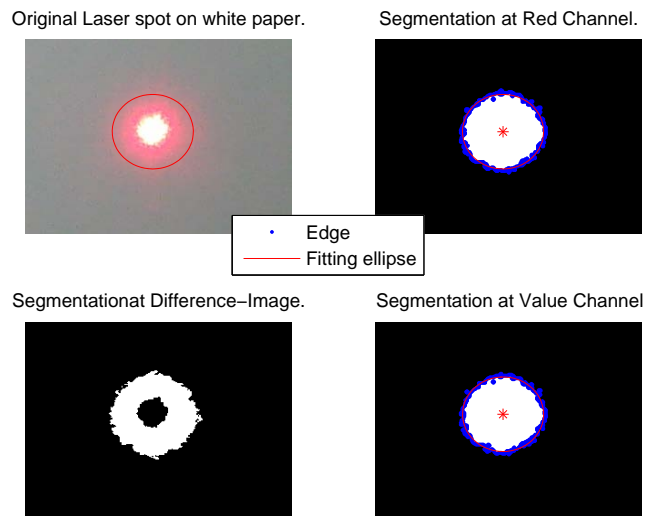 Original Laser spot on white paper.
Segmentation at Red Channel.
Edge
Fitting ellipse
Segmentationat Difference−Image.
Segmentation at Value Channel